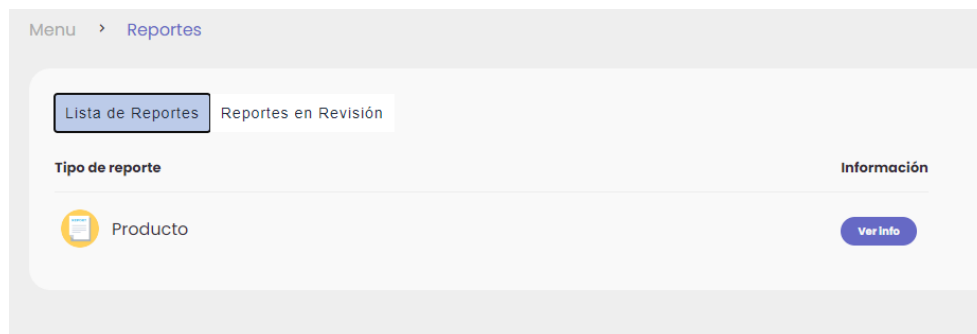 Menu > Reportes
Lista de Reportes Reportes en Revisión
Tipo de reporte Información
Producto Ver info